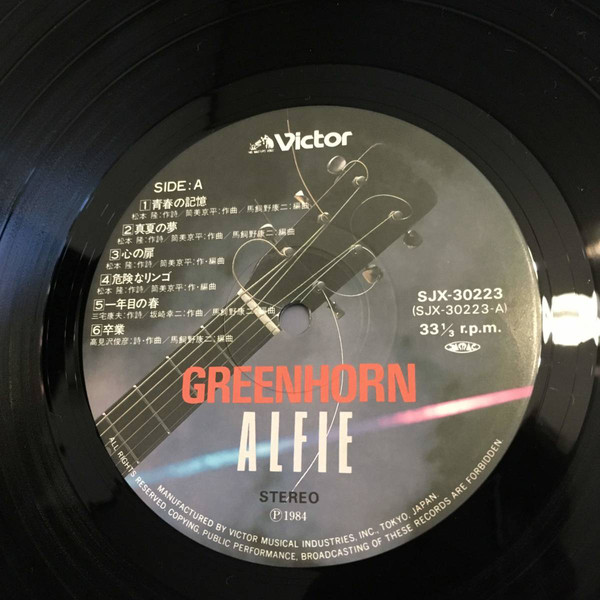 Victor
SIDE:A
1 青春の記憶
松本 隆:作詩/筒美京平:作曲/馬飼野康二:編曲
2 真夏の夢
松本 隆:作詩/筒美京平:作曲/馬飼野康二:編曲
3 心の扉
松本 隆:作詩/筒美京平:作・編曲
4 危険なリンゴ
松本 隆:作詩/筒美京平:作・編曲
5 一年目の春
三宅康夫:作詩/坂崎幸二:作曲/馬飼野康二:編曲
6 卒業
高見沢俊彦:詩・作曲/馬飼野康二:編曲
SJX-30223
(SJX-30223-A)
33 1/3 r.p.m.
GREENHORN
ALFIE
STEREO
Ⓟ1984
ALL RIGHTS RESERVED. COPYING, PUBLIC PERFORMANCE, BROADCASTING OF THESE RECORDS ARE FORBIDDEN.
MANUFACTURED BY VICTOR MUSICAL INDUSTRIES, INC., TOKYO, JAPAN